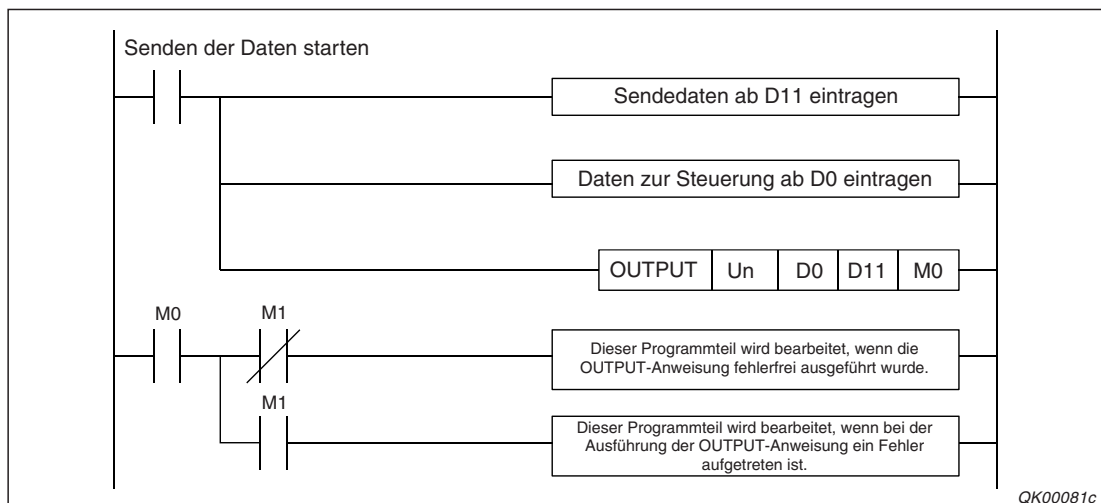 Senden der Daten starten
Sendedaten ab D11 eintragen
Daten zur Steuerung ab D0 eintragen
OUTPUT Un D0 D11 M0
M0 M1
Dieser Programmteil wird bearbeitet, wenn die
OUTPUT-Anweisung fehlerfrei ausgeführt wurde.
M1
Dieser Programmteil wird bearbeitet, wenn bei der
Ausführung der OUTPUT-Anweisung ein Fehler
aufgetreten ist.
QK00081c